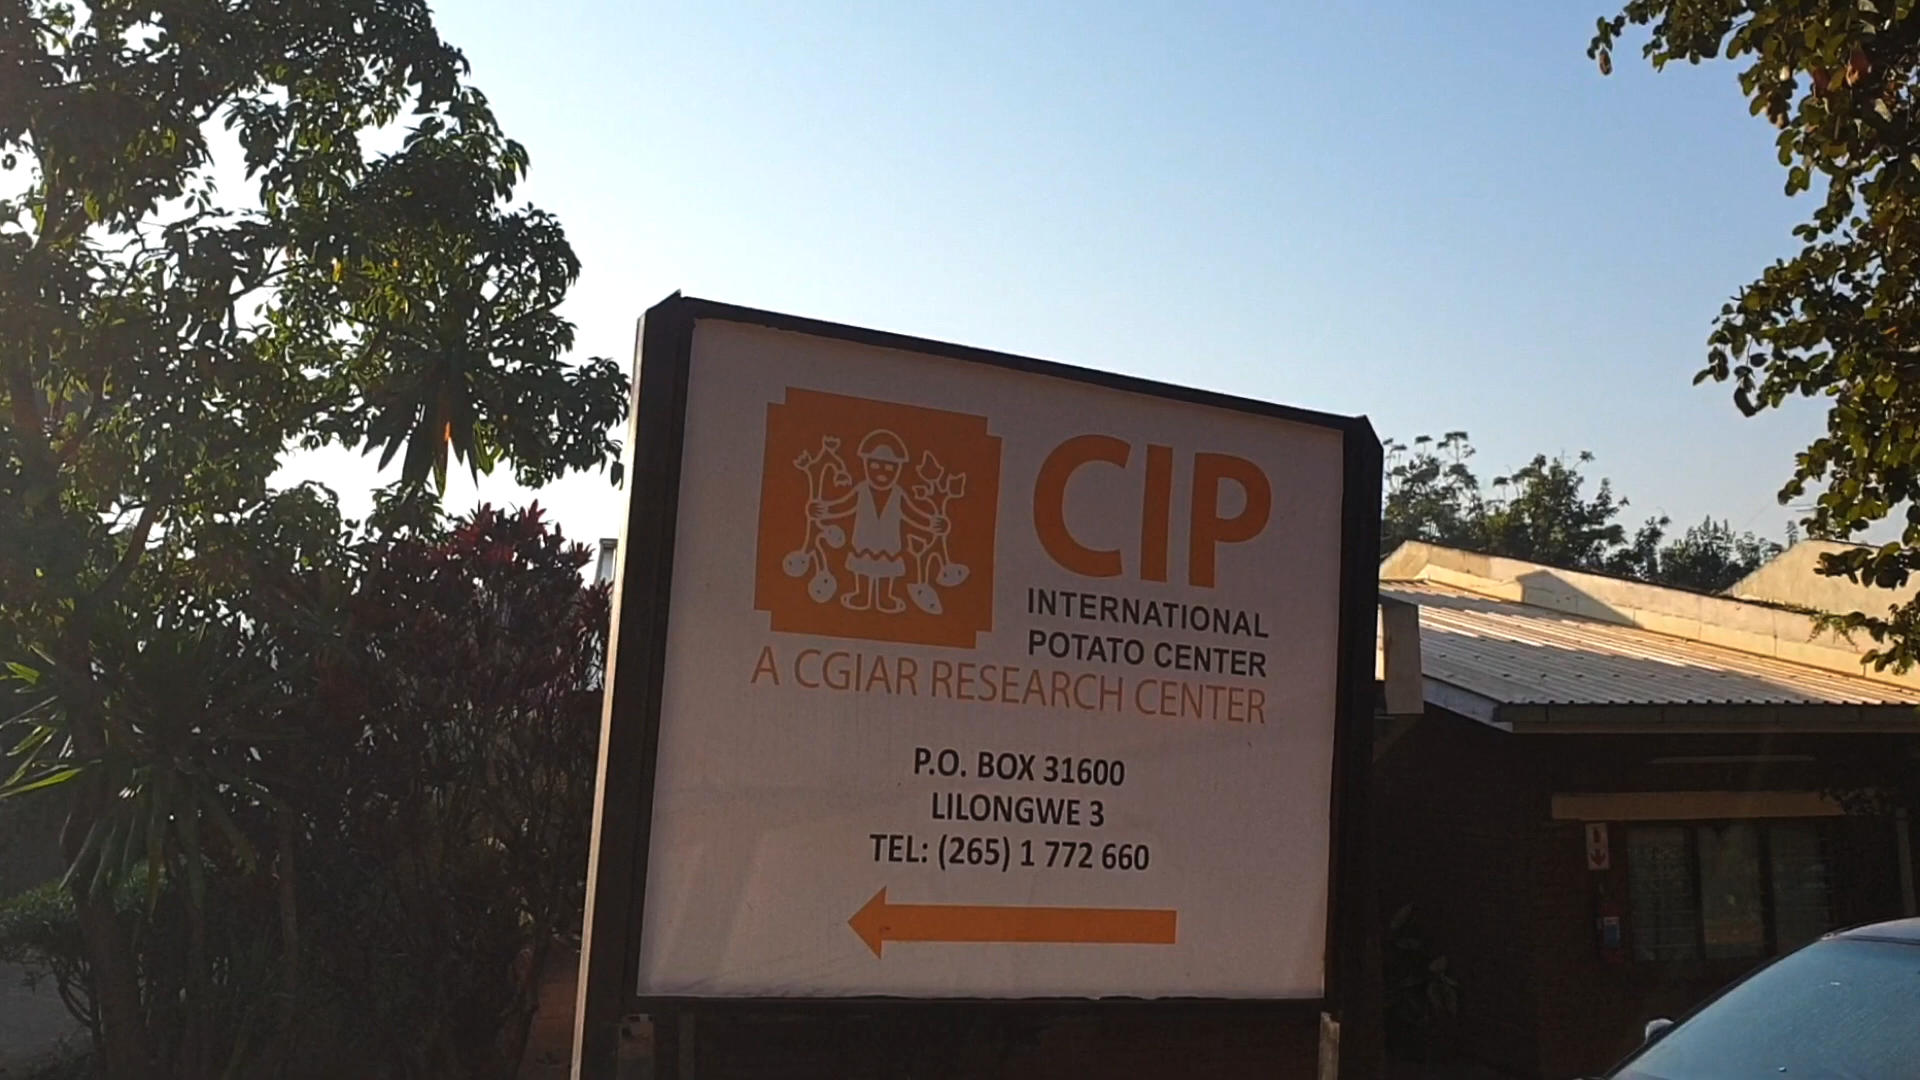 CIP
INTERNATIONAL
POTATO CENTER
A CGIAR RESEARCH CENTER
P.O. BOX 31600
LILONGWE 3
TEL: (265) 1 772 660